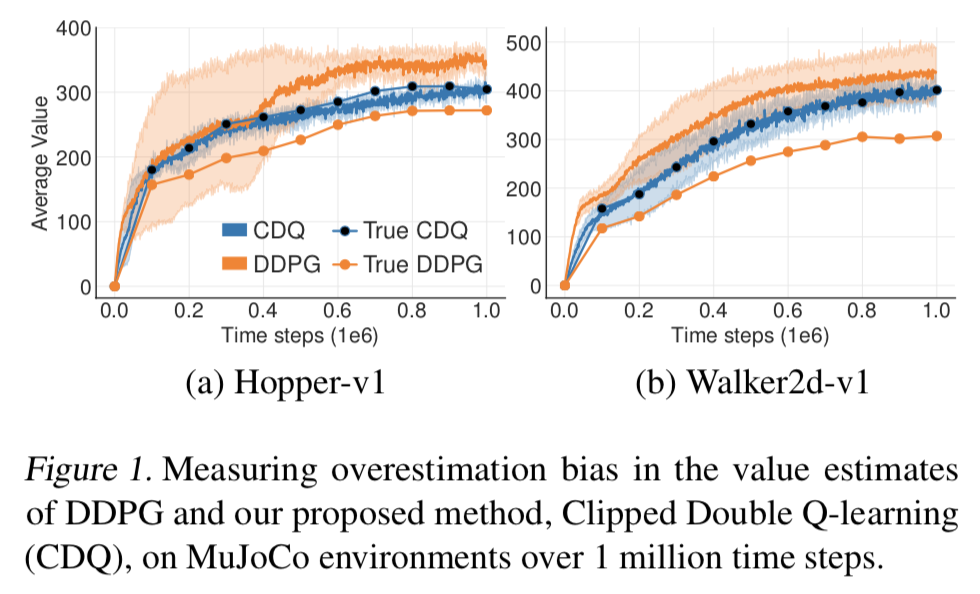 400
300
200
100
0
Average Value
CDQ
True CDQ
DDPG
True DDPG
0.0 0.2 0.4 0.6 0.8 1.0
Time steps (1e6)
(a) Hopper-v1
500
400
300
200
100
0
0.0 0.2 0.4 0.6 0.8 1.0
Time steps (1e6)
(b) Walker2d-v1
Figure 1. Measuring overestimation bias in the value estimates
of DDPG and our proposed method, Clipped Double Q-learning
(CDQ), on MuJoCo environments over 1 million time steps.